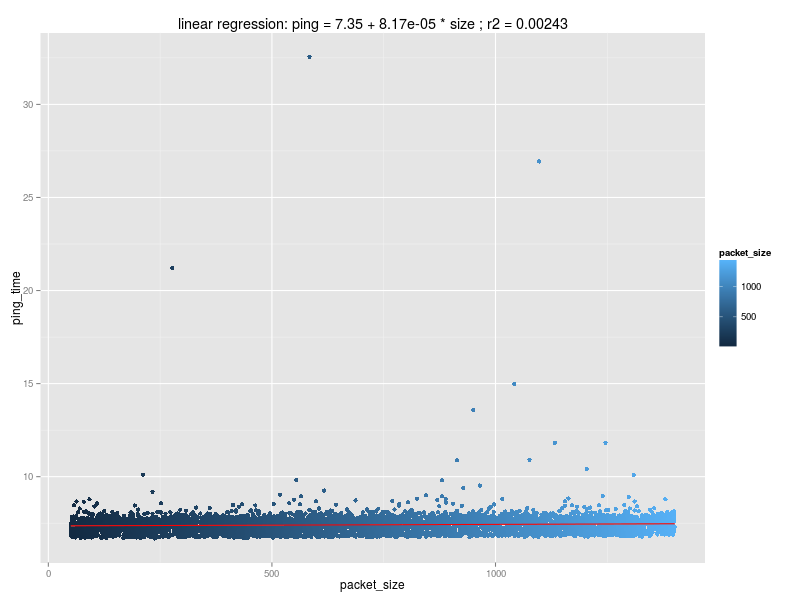 linear regression: ping = 7.35 + 8.17e-05 * size ; r2 = 0.00243
ping_time
30
25
20
15
10
0
500
1000
packet_size
packet_size
1000
500